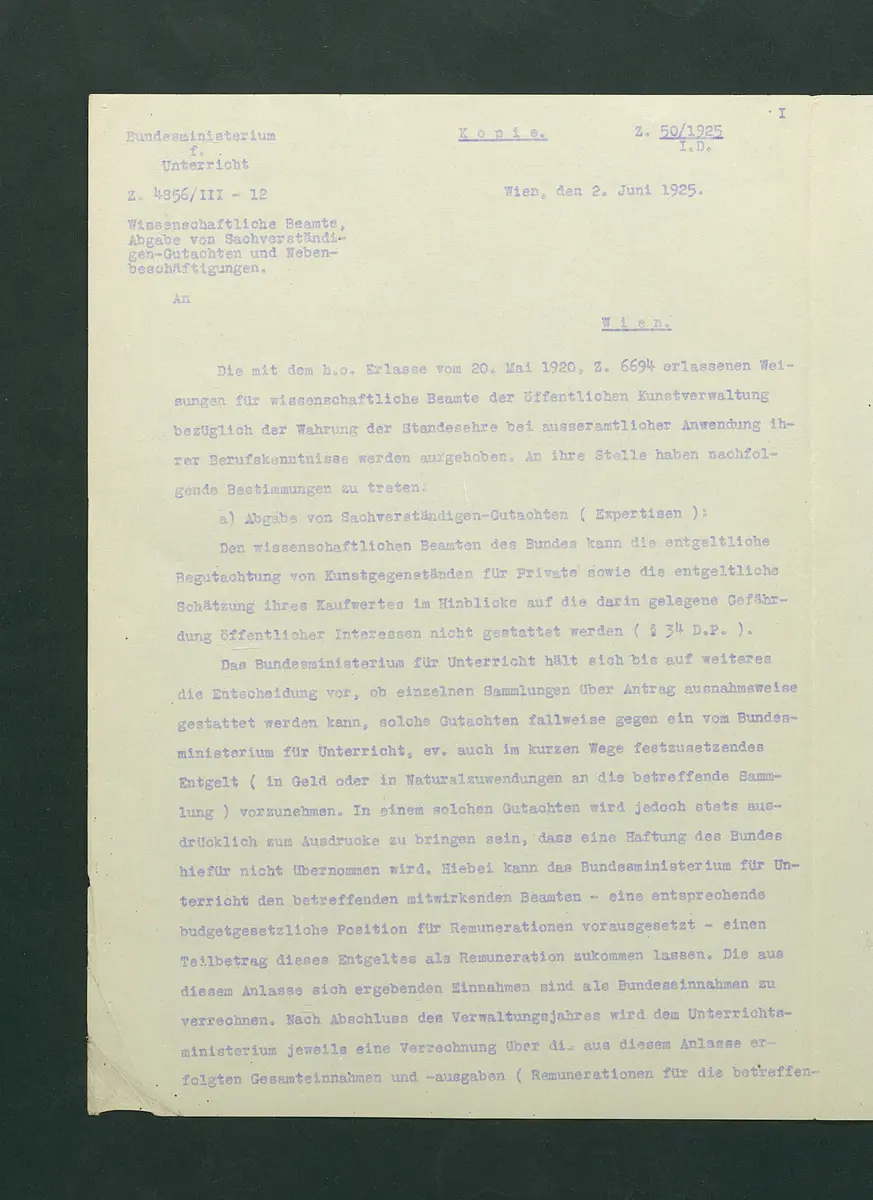 I
Bundesministerium
f.
Unterricht
K o p i e.
Z. 50/1925
I.D.
Z. 4856/III - 12
Wien, den 2. Juni 1925.
Wissenschaftliche Beamte,
Abgabe von Sachverständi-
gen-Gutachten und Neben-
beschäftigungen.
An
W i e n.
Die mit dem h.o. Erlasse vom 20. Mai 1920, Z. 6694 erlassenen Wei-
sungen für wissenschaftliche Beamte der öffentlichen Kunstverwaltung
bezüglich der Wahrung der Standesehre bei ausseramtlicher Anwendung ih-
rer Berufskenntnisse werden aufgehoben. An ihre Stelle haben nachfol-
gende Bestimmungen zu treten:
a) Abgabe von Sachverständigen-Gutachten ( Expertisen ):
Den wissenschaftlichen Beamten des Bundes kann die entgeltliche
Begutachtung von Kunstgegenständen für Private sowie die entgeltliche
Schätzung ihres Kaufwertes im Hinblicke auf die darin gelegene Gefähr-
dung öffentlicher Interessen nicht gestattet werden ( § 34 D.P. ).
Das Bundesministerium für Unterricht hält sich bis auf weiteres
die Entscheidung vor, ob einzelnen Sammlungen über Antrag ausnahmsweise
gestattet werden kann, solche Gutachten fallweise gegen ein vom Bundes-
ministerium für Unterricht, ev. auch im kurzen Wege festzusetzendes
Entgelt ( in Geld oder in Naturalzuwendungen an die betreffende Samm-
lung ) vorzunehmen. In einem solchen Gutachten wird jedoch stets aus-
drücklich zum Ausdrucke zu bringen sein, dass eine Haftung des Bundes
hiefür nicht übernommen wird. Hiebei kann das Bundesministerium für Un-
terricht den betreffenden mitwirkenden Beamten - eine entsprechende
budgetgesetzliche Position für Remunerationen vorausgesetzt - einen
Teilbetrag dieses Entgeltes als Remuneration zukommen lassen. Die aus
diesem Anlasse sich ergebenden Einnahmen sind als Bundeseinnahmen zu
verrechnen. Nach Abschluss des Verwaltungsjahres wird dem Unterrichts-
ministerium jeweils eine Verrechnung über die aus diesem Anlasse er-
folgten Gesamteinnahmen und -ausgaben ( Remunerationen für die betreffen-